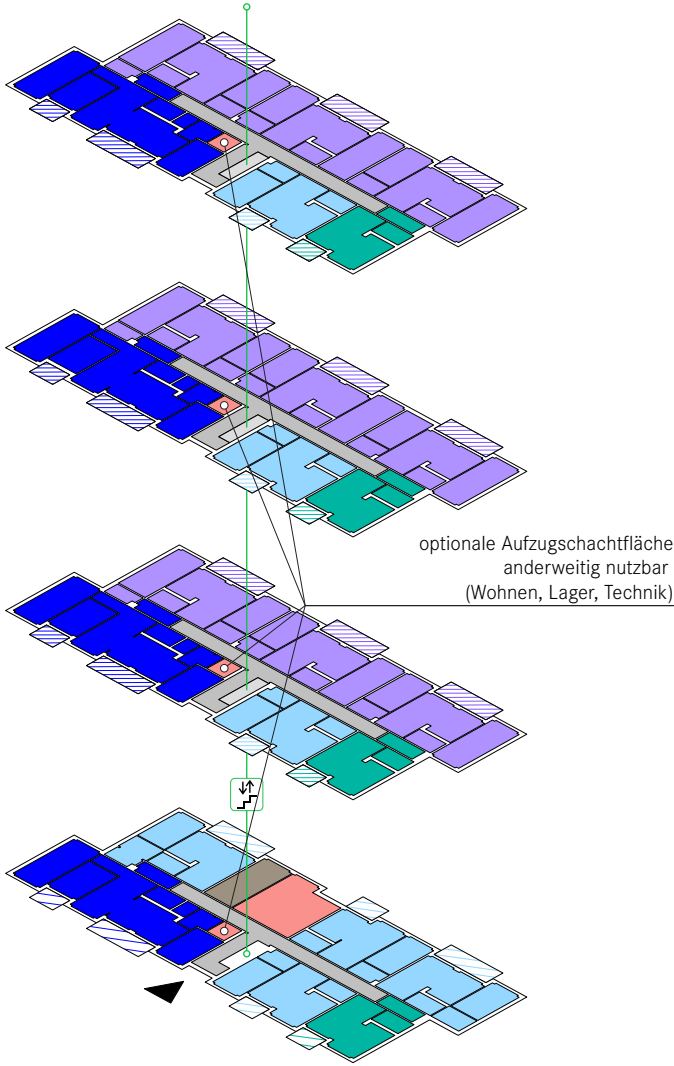 optionale Aufzugschachtfläche
anderweitig nutzbar
(Wohnen, Lager, Technik)